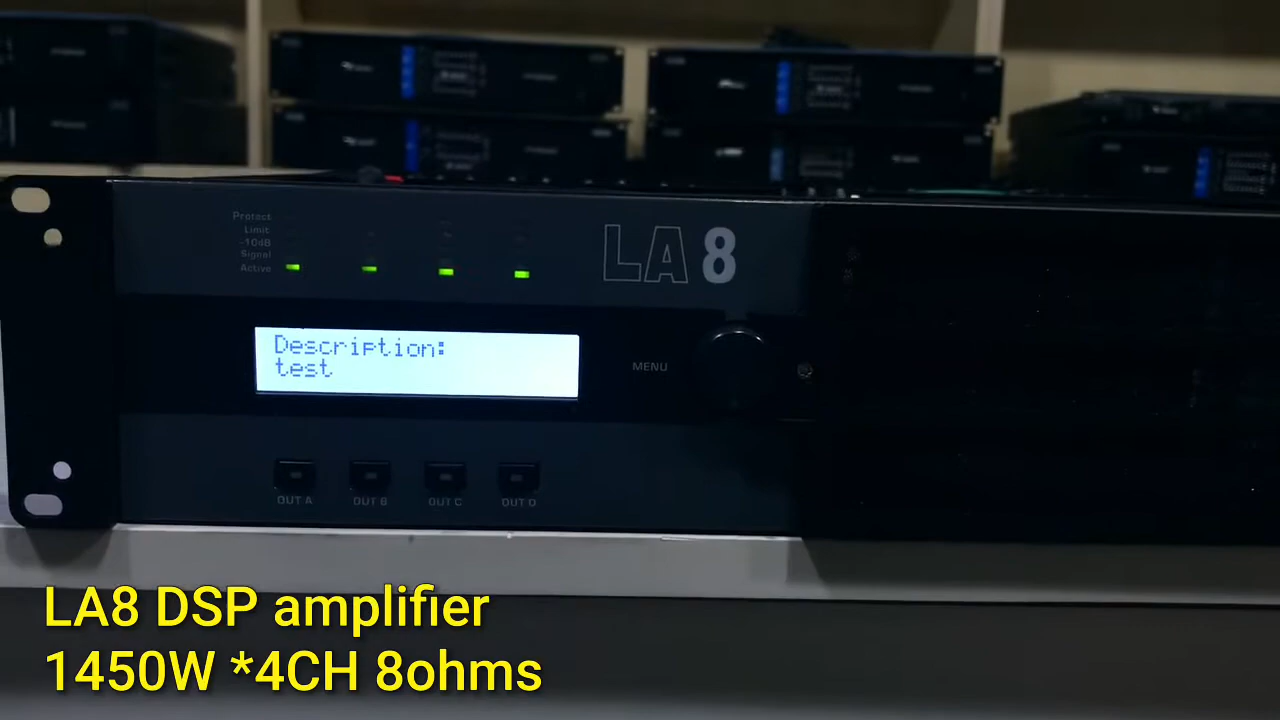 Protect
Limit
-10dB
Signal
Active
LA8
Description:
test
MENU
OUT A
OUT B
OUT C
OUT D
LA8 DSP amplifier
1450W *4CH 8ohms